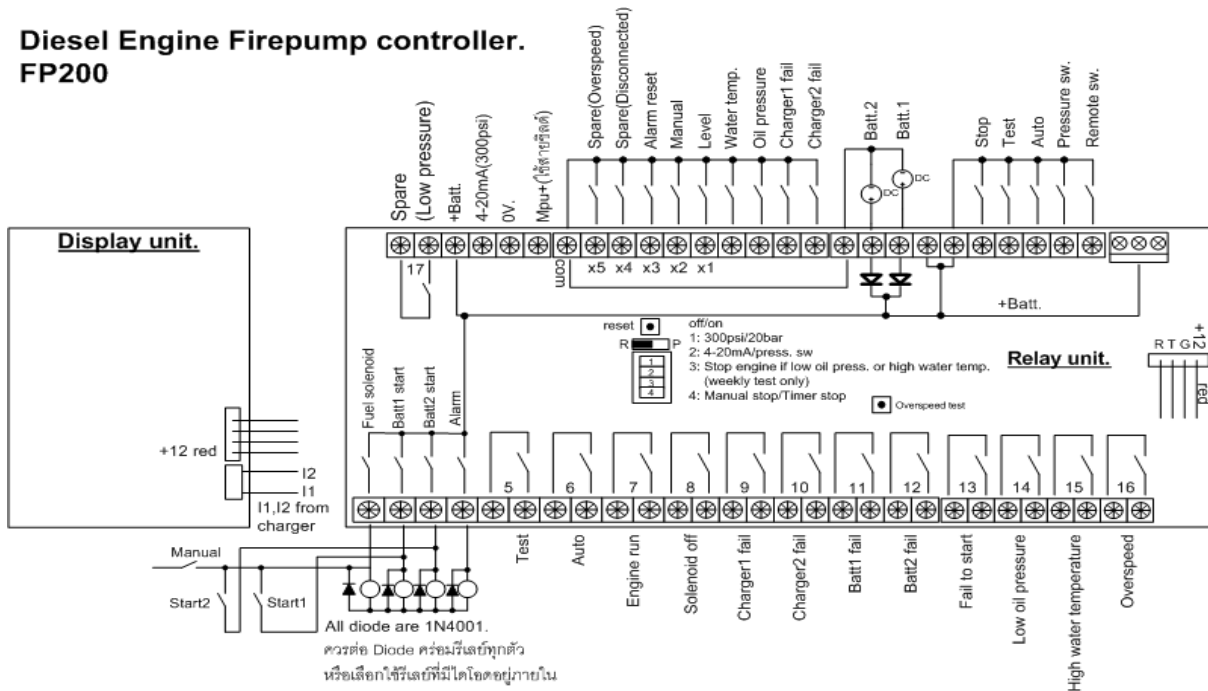 Diesel Engine Firepump controller.
FP200
Spare
(Low pressure)
+Batt.
4-20mA(300psi)
0V.
Mpu+(ใช้สายชีลด์)
Spare(Overspeed)
Spare(Disconnected)
Alarm reset
Manual
Level
Water temp.
Oil pressure
Charger1 fail
Charger2 fail
Batt.2
Batt.1
DC
DC
Stop
Test
Auto
Pressure sw.
Remote sw.
Display unit.
17
com
x5 x4 x3 x2 x1
+Batt.
reset
R P
1
2
3
4
off/on
1: 300psi/20bar
2: 4-20mA/press. sw
3: Stop engine if low oil press. or high water temp.
(weekly test only)
4: Manual stop/Timer stop
Overspeed test
Relay unit.
R T G +12
red
Fuel solenoid
Batt1 start
Batt2 start
Alarm
+12 red
I2
I1
I1,I2 from
charger
5 6 7 8 9 10 11 12 13 14 15 16
Test
Auto
Engine run
Solenoid off
Charger1 fail
Charger2 fail
Batt1 fail
Batt2 fail
Fail to start
Low oil pressure
High water temperature
Overspeed
Manual
Start2
Start1
All diode are 1N4001.
ควรต่อ Diode คร่อมรีเลย์ทุกตัว
หรือเลือกใช้รีเลย์ที่มีไดโอดอยู่ภายใน